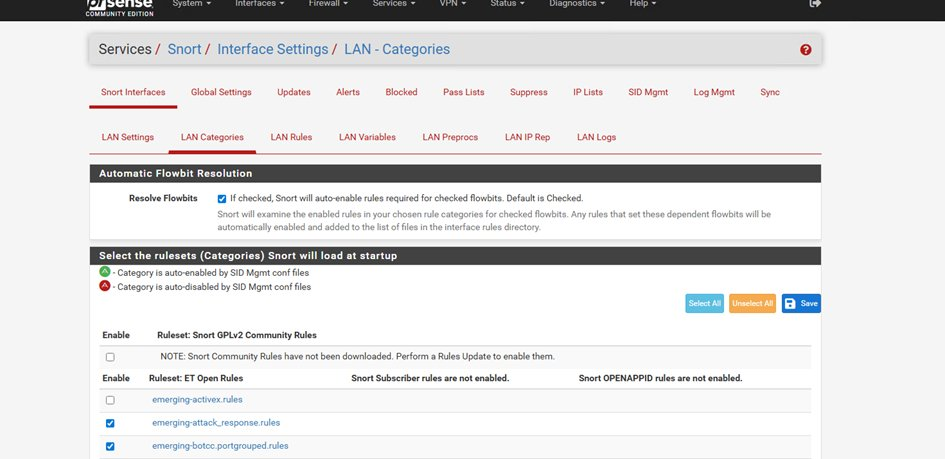 pfSense
COMMUNITY EDITION
System Interfaces Firewall Services VPN Status Diagnostics Help
Services / Snort / Interface Settings / LAN - Categories
Snort Interfaces Global Settings Updates Alerts Blocked Pass Lists Suppress IP Lists SID Mgmt Log Mgmt Sync
LAN Settings LAN Categories LAN Rules LAN Variables LAN Preprocs LAN IP Rep LAN Logs
Automatic Flowbit Resolution
Resolve Flowbits If checked, Snort will auto-enable rules required for checked flowbits. Default is Checked.
Snort will examine the enabled rules in your chosen rule categories for checked flowbits. Any rules that set these dependent flowbits will be
automatically enabled and added to the list of files in the interface rules directory.
Select the rulesets (Categories) Snort will load at startup
- Category is auto-enabled by SID Mgmt conf files
- Category is auto-disabled by SID Mgmt conf files
Select All Unselect All Save
Enable Ruleset: Snort GPLv2 Community Rules
NOTE: Snort Community Rules have not been downloaded. Perform a Rules Update to enable them.
Enable Ruleset: ET Open Rules Snort Subscriber rules are not enabled. Snort OPENAPPID rules are not enabled.
emerging-activex.rules
emerging-attack_response.rules
emerging-botcc.portgrouped.rules